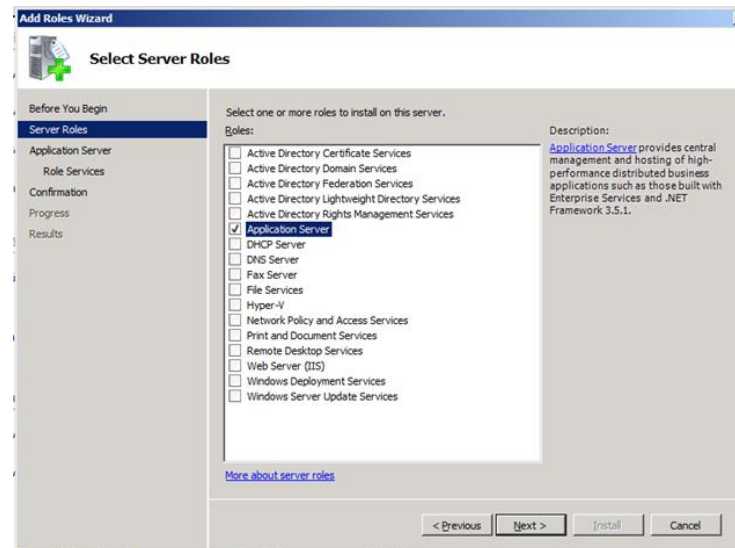 Add Roles Wizard
Select Server Roles
Before You Begin
Server Roles
Application Server
Role Services
Confirmation
Progress
Results
Select one or more roles to install on this server.
Roles:
Active Directory Certificate Services
Active Directory Domain Services
Active Directory Federation Services
Active Directory Lightweight Directory Services
Active Directory Rights Management Services
Application Server
DHCP Server
DNS Server
Fax Server
File Services
Hyper-V
Network Policy and Access Services
Print and Document Services
Remote Desktop Services
Web Server (IIS)
Windows Deployment Services
Windows Server Update Services
More about server roles
Description:
Application Server provides central
management and hosting of high-
performance distributed business
applications such as those built with
Enterprise Services and .NET
Framework 3.5.1.
< Previous
Next >
Install
Cancel